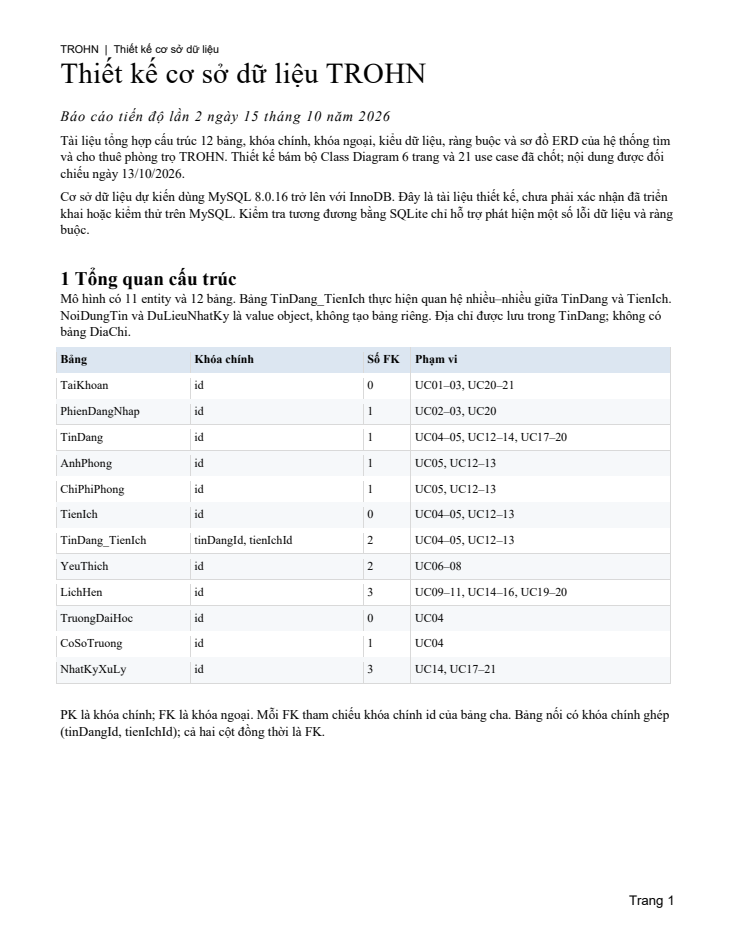 TROHN | Thiết kế cơ sở dữ liệu
Thiết kế cơ sở dữ liệu TROHN
Báo cáo tiến độ lần 2 ngày 15 tháng 10 năm 2026
Tài liệu tổng hợp cấu trúc 12 bảng, khóa chính, khóa ngoại, kiểu dữ liệu, ràng buộc và sơ đồ ERD của hệ thống tìm
và cho thuê phòng trọ TROHN. Thiết kế bám bộ Class Diagram 6 trang và 21 use case đã chốt; nội dung được đối
chiếu ngày 13/10/2026.
Cơ sở dữ liệu dự kiến dùng MySQL 8.0.16 trở lên với InnoDB. Đây là tài liệu thiết kế, chưa phải xác nhận đã triển
khai hoặc kiểm thử trên MySQL. Kiểm tra tương đương bằng SQLite chỉ hỗ trợ phát hiện một số lỗi dữ liệu và ràng
buộc.
1 Tổng quan cấu trúc
Mô hình có 11 entity và 12 bảng. Bảng TinDang_TienIch thực hiện quan hệ nhiều–nhiều giữa TinDang và TienIch.
NoiDungTin và DuLieuNhatKy là value object, không tạo bảng riêng. Địa chỉ được lưu trong TinDang; không có
bảng DiaChi.
Bảng Khóa chính Số FK Phạm vi
TaiKhoan id 0 UC01–03, UC20–21
PhienDangNhap id 1 UC02–03, UC20
TinDang id 1 UC04–05, UC12–14, UC17–20
AnhPhong id 1 UC05, UC12–13
ChiPhiPhong id 1 UC05, UC12–13
TienIch id 0 UC04–05, UC12–13
TinDang_TienIch tinDangId, tienIchId 2 UC04–05, UC12–13
YeuThich id 2 UC06–08
LichHen id 3 UC09–11, UC14–16, UC19–20
TruongDaiHoc id 0 UC04
CoSoTruong id 1 UC04
NhatKyXuLy id 3 UC14, UC17–21
PK là khóa chính; FK là khóa ngoại. Mỗi FK tham chiếu khóa chính id của bảng cha. Bảng nối có khóa chính ghép
(tinDangId, tienIchId); cả hai cột đồng thời là FK.
Trang 1